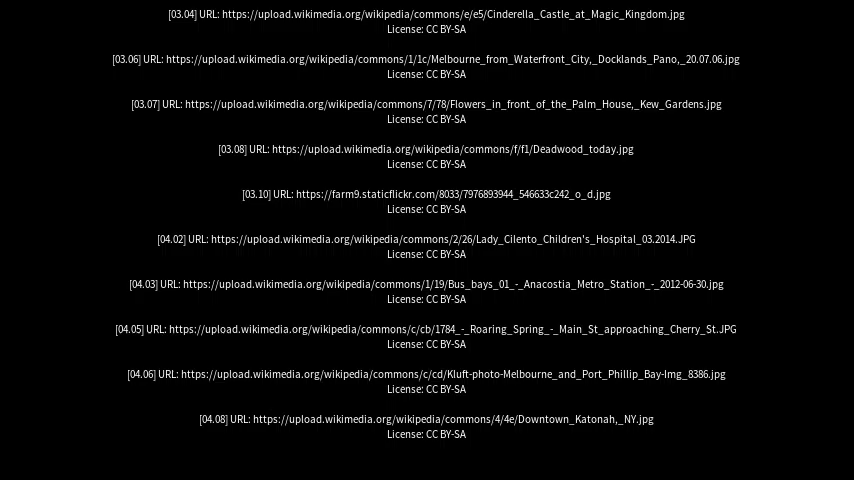 [03.04] URL: https://upload.wikimedia.org/wikipedia/commons/e/e5/Cinderella_Castle_at_Magic_Kingdom.jpg
License: CC BY-SA
[03.06] URL: https://upload.wikimedia.org/wikipedia/commons/1/1c/Melbourne_from_Waterfront_City,_Docklands_Pano,_20.07.06.jpg
License: CC BY-SA
[03.07] URL: https://upload.wikimedia.org/wikipedia/commons/7/78/Flowers_in_front_of_the_Palm_House,_Kew_Gardens.jpg
License: CC BY-SA
[03.08] URL: https://upload.wikimedia.org/wikipedia/commons/f/f1/Deadwood_today.jpg
License: CC BY-SA
[03.10] URL: https://farm9.staticflickr.com/8033/7976893944_546633c242_o_d.jpg
License: CC BY-SA
[04.02] URL: https://upload.wikimedia.org/wikipedia/commons/2/26/Lady_Cilento_Children's_Hospital_03.2014.JPG
License: CC BY-SA
[04.03] URL: https://upload.wikimedia.org/wikipedia/commons/1/19/Bus_bays_01_-_Anacostia_Metro_Station_-_2012-06-30.jpg
License: CC BY-SA
[04.05] URL: https://upload.wikimedia.org/wikipedia/commons/c/cb/1784_-_Roaring_Spring_-_Main_St_approaching_Cherry_St.JPG
License: CC BY-SA
[04.06] URL: https://upload.wikimedia.org/wikipedia/commons/c/cd/Kluft-photo-Melbourne_and_Port_Phillip_Bay-Img_8386.jpg
License: CC BY-SA
[04.08] URL: https://upload.wikimedia.org/wikipedia/commons/4/4e/Downtown_Katonah,_NY.jpg
License: CC BY-SA